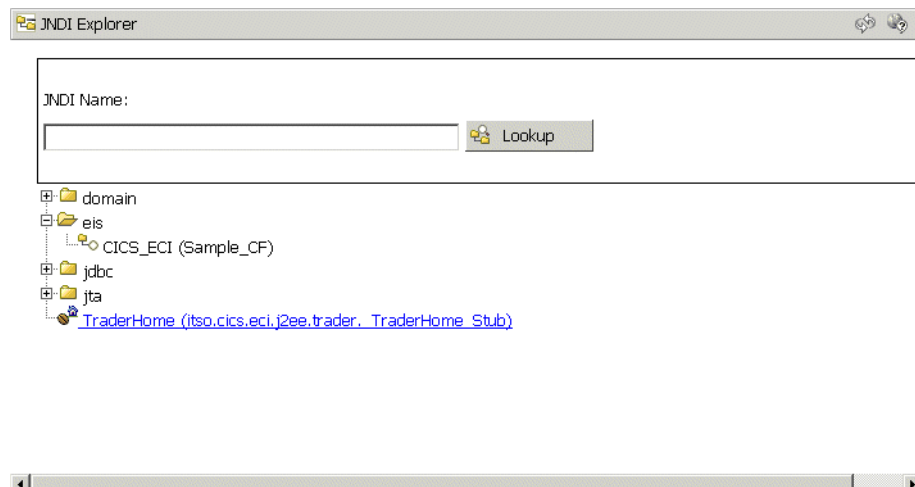 JNDI Explorer
JNDI Name:
Lookup
domain
eis
CICS_ECI (Sample_CF)
jdbc
jta
TraderHome (itso.cics.eci.j2ee.trader._TraderHome_Stub)